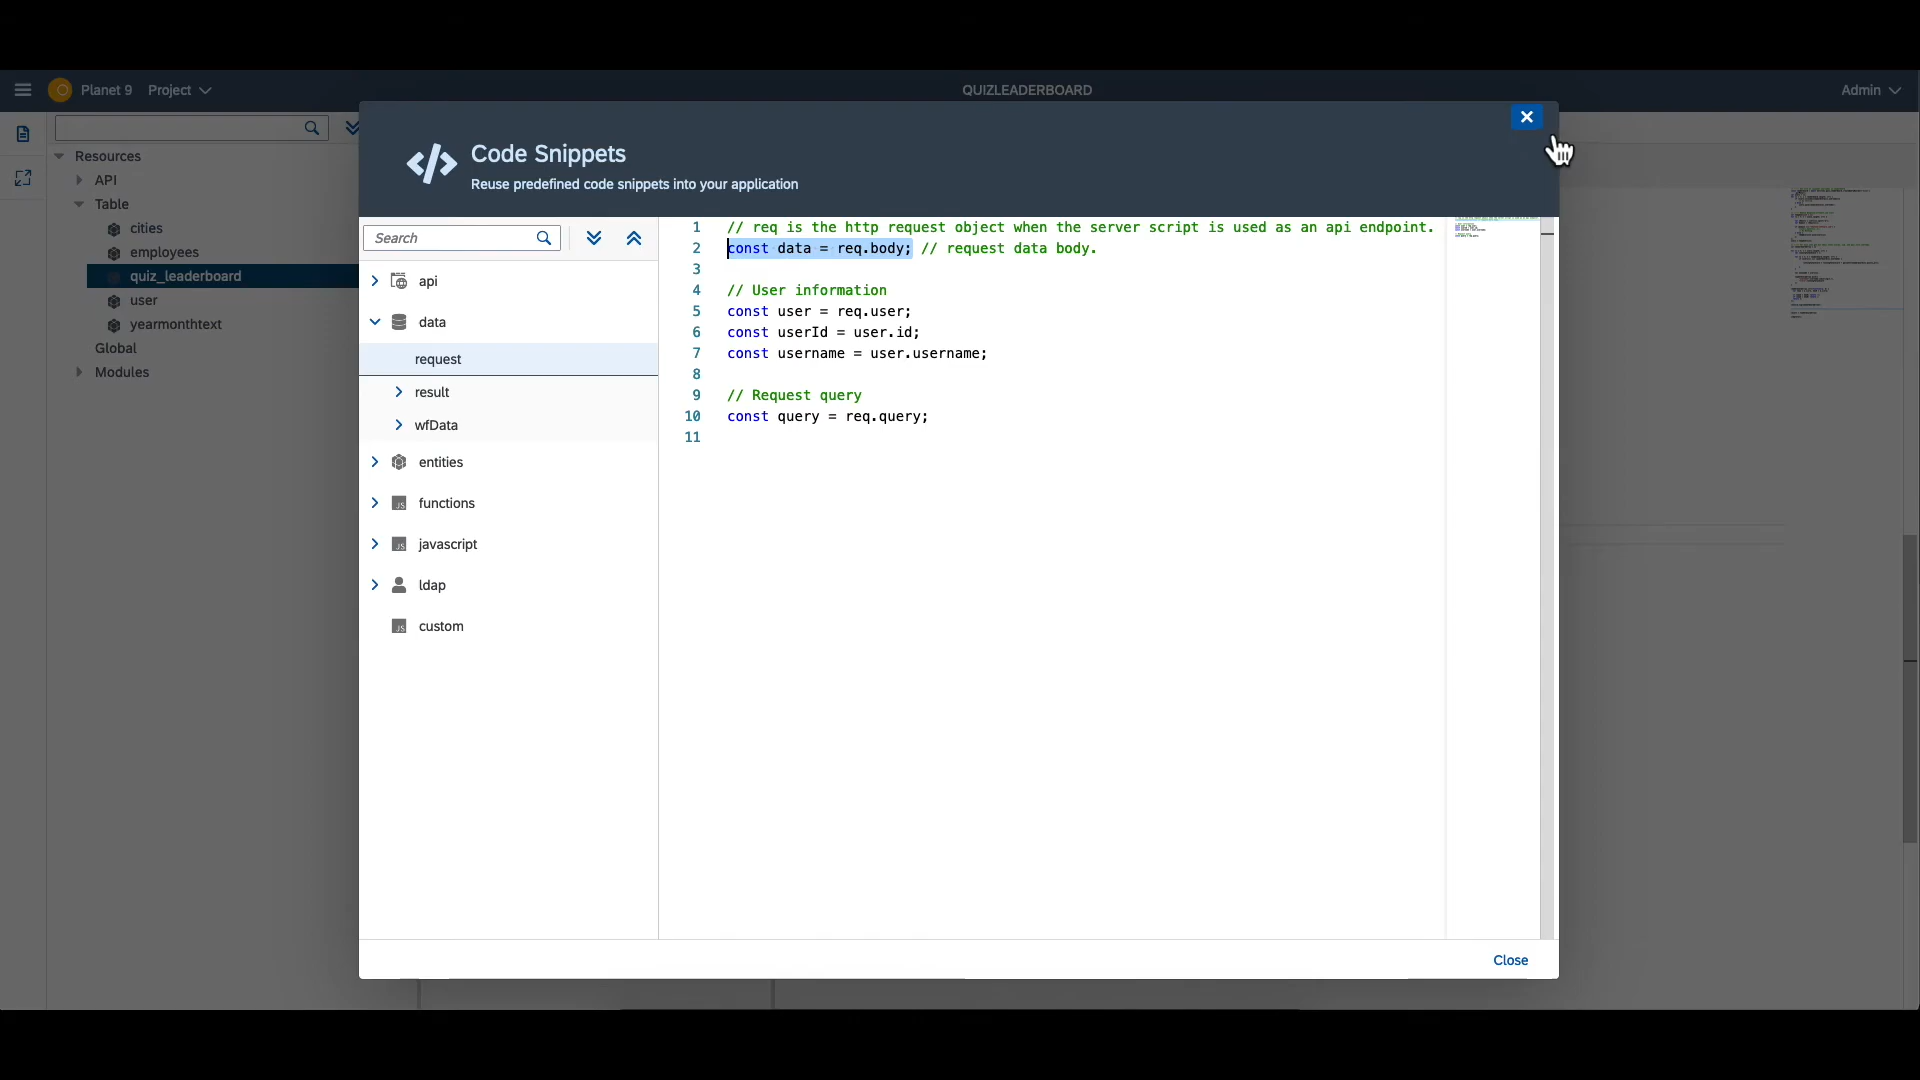 Planet 9 Project
QUIZLEADERBOARD
Admin
Resources
API
Table
cities
employees
quiz_leaderboard
user
yearmonthtext
Global
Modules
</> Code Snippets
Reuse predefined code snippets into your application
Search
api
data
request
result
wfData
entities
JS functions
JS javascript
ldap
JS custom
1 // req is the http request object when the server script is used as an api endpoint.
2 const data = req.body; // request data body.
3
4 // User information
5 const user = req.user;
6 const userId = user.id;
7 const username = user.username;
8
9 // Request query
10 const query = req.query;
11
Close